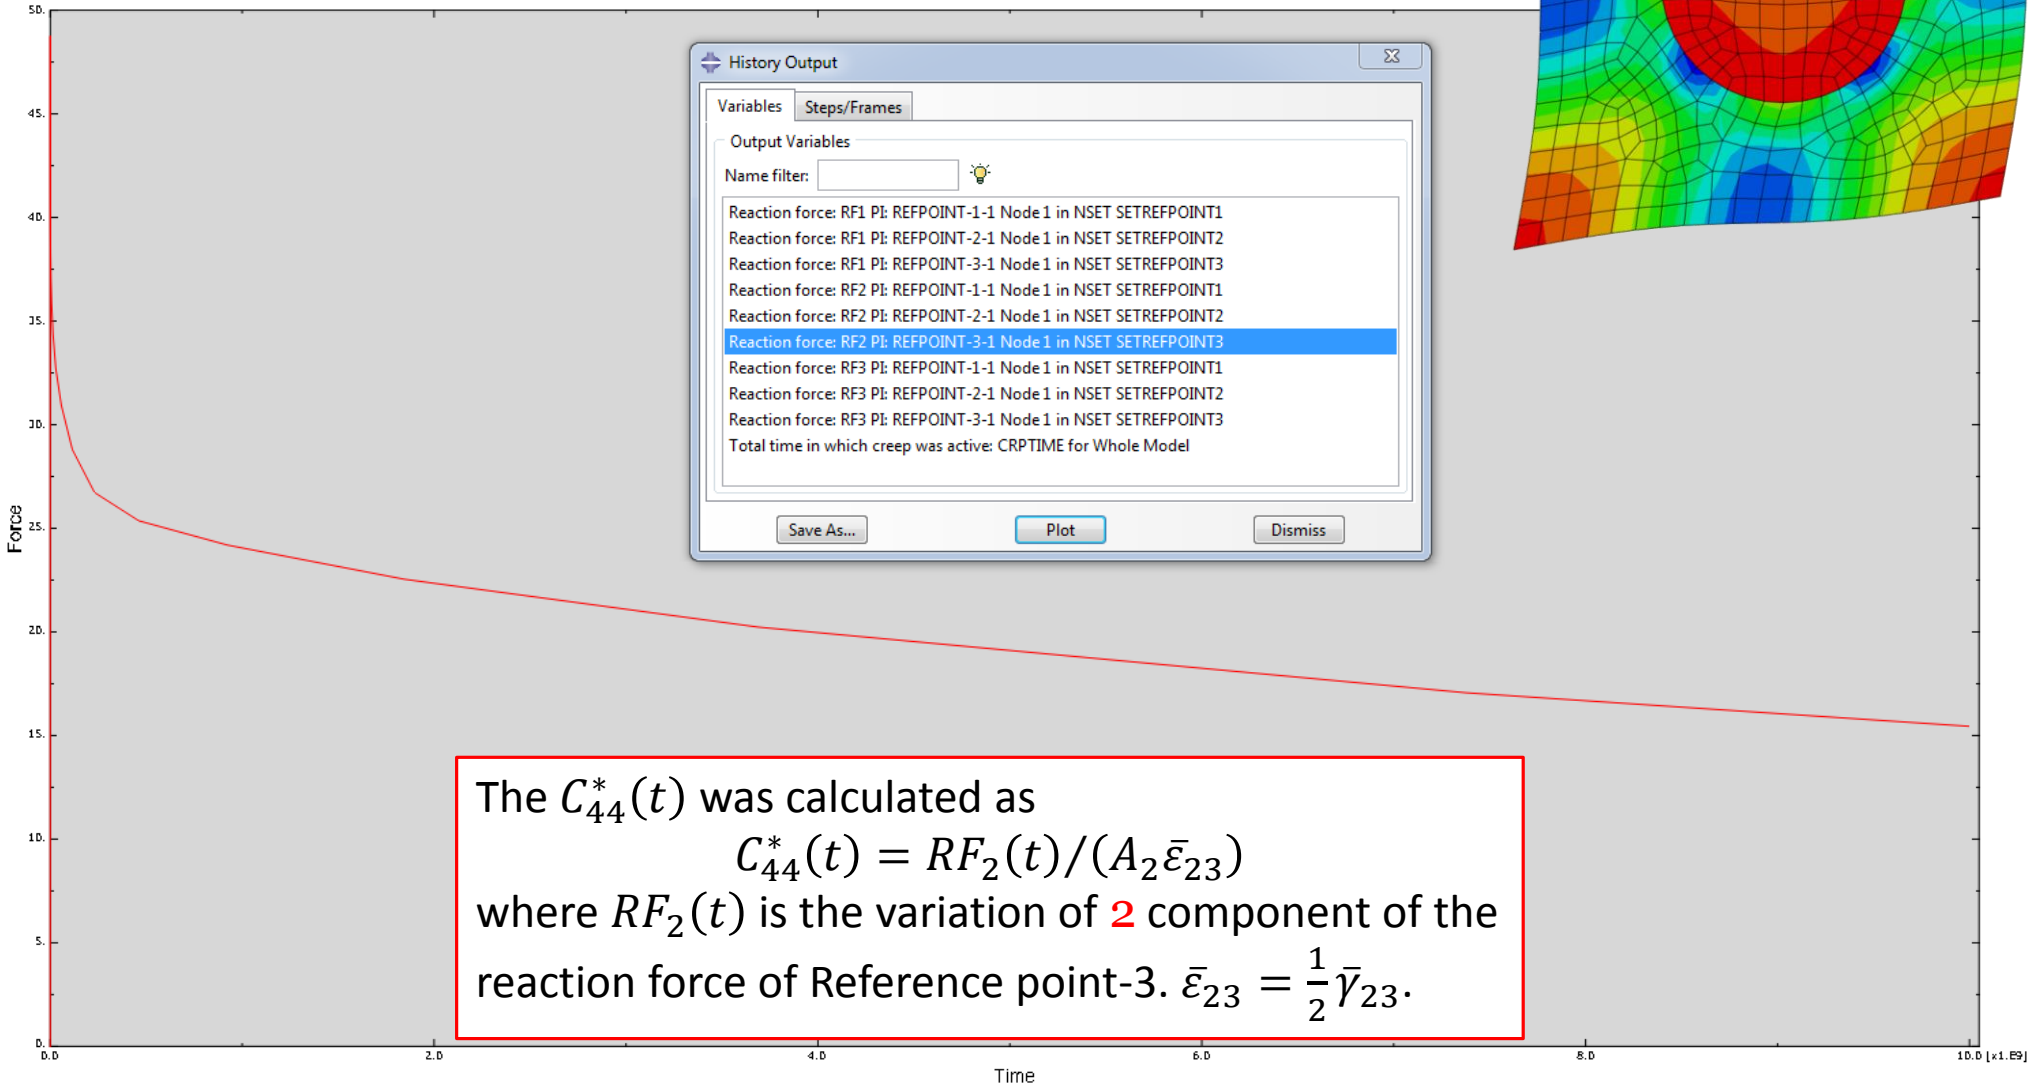 History Output
Variables
Steps/Frames
Output Variables
Name filter:
Reaction force: RF1 PI: REFPOINT-1-1 Node 1 in NSET SETREFPOINT1
Reaction force: RF1 PI: REFPOINT-2-1 Node 1 in NSET SETREFPOINT2
Reaction force: RF1 PI: REFPOINT-3-1 Node 1 in NSET SETREFPOINT3
Reaction force: RF2 PI: REFPOINT-1-1 Node 1 in NSET SETREFPOINT1
Reaction force: RF2 PI: REFPOINT-2-1 Node 1 in NSET SETREFPOINT2
Reaction force: RF2 PI: REFPOINT-3-1 Node 1 in NSET SETREFPOINT3
Reaction force: RF3 PI: REFPOINT-1-1 Node 1 in NSET SETREFPOINT1
Reaction force: RF3 PI: REFPOINT-2-1 Node 1 in NSET SETREFPOINT2
Reaction force: RF3 PI: REFPOINT-3-1 Node 1 in NSET SETREFPOINT3
Total time in which creep was active: CRPTIME for Whole Model
Save As...
Plot
Dismiss
50.
45.
40.
35.
30.
25.
20.
15.
10.
5.
0.
Force
The C*₄₄(t) was calculated as
C*₄₄(t) = RF₂(t)/(A₂ε̄₂₃)
where RF₂(t) is the variation of 2 component of the
reaction force of Reference point-3. ε̄₂₃ = ½ γ̄₂₃.
0.0
2.0
4.0
6.0
8.0
10.0 [x1.E9]
Time